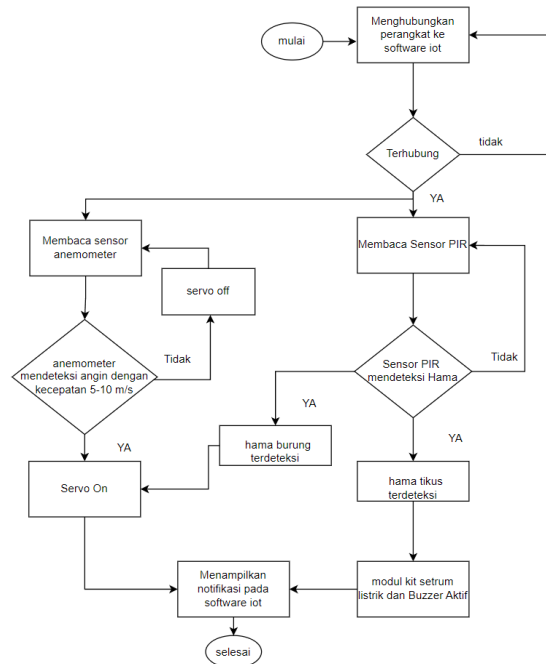 mulai
Menghubungkan
perangkat ke
software iot
Terhubung
tidak
YA
Membaca sensor
anemometer
servo off
Membaca Sensor PIR
anemometer
mendeteksi angin dengan
kecepatan 5-10 m/s
Tidak
Sensor PIR
mendeteksi Hama
Tidak
YA
YA
YA
hama burung
terdeteksi
Servo On
hama tikus
terdeteksi
Menampilkan
notifikasi pada
software iot
modul kit setrum
listrik dan Buzzer Aktif
selesai